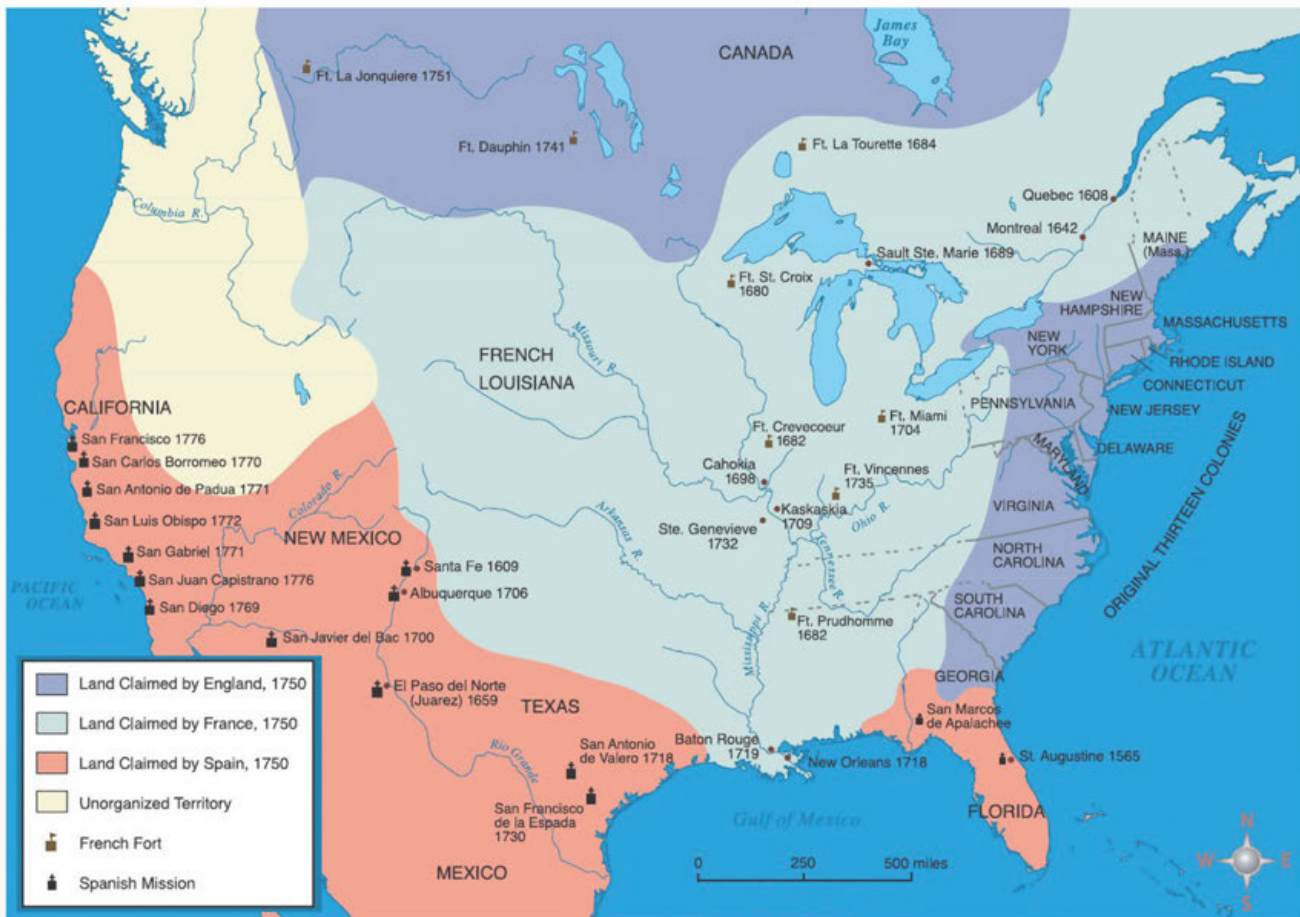 CANADA
James
Bay
Ft. La Jonquiere 1751
Ft. Dauphin 1741
Ft. La Tourette 1684
Quebec 1608
Columbia R.
Montreal 1642
MAINE
(Mass.)
Sault Ste. Marie 1689
Ft. St. Croix
1680
NEW
HAMPSHIRE
MASSACHUSETTS
Missouri R.
NEW
YORK
FRENCH
LOUISIANA
RHODE ISLAND
CONNECTICUT
CALIFORNIA
PENNSYLVANIA
NEW JERSEY
Ft. Miami
1704
San Francisco 1776
Ft. Crevecoeur
1682
MARYLAND
DELAWARE
San Carlos Borromeo 1770
Cahokia
1698
Ft. Vincennes
1735
San Antonio de Padua 1771
Colorado R.
Kaskaskia
1709
VIRGINIA
ORIGINAL THIRTEEN COLONIES
San Luis Obispo 1772
Arkansas R.
Ste. Genevieve
1732
Ohio R.
NEW MEXICO
San Gabriel 1771
NORTH
CAROLINA
Santa Fe 1609
Tennessee R.
San Juan Capistrano 1776
PACIFIC
OCEAN
Albuquerque 1706
SOUTH
CAROLINA
San Diego 1769
Ft. Prudhomme
1682
Mississippi R.
San Javier del Bac 1700
ATLANTIC
OCEAN
GEORGIA
El Paso del Norte
(Juarez) 1659
TEXAS
San Marcos
de Apalachee
Rio Grande
San Antonio
de Valero 1718
Baton Rouge
1719
New Orleans 1718
St. Augustine 1565
San Francisco
de la Espada
1730
Gulf of Mexico
FLORIDA
MEXICO
0 250 500 miles
N
W E
S
Land Claimed by England, 1750
Land Claimed by France, 1750
Land Claimed by Spain, 1750
Unorganized Territory
French Fort
Spanish Mission